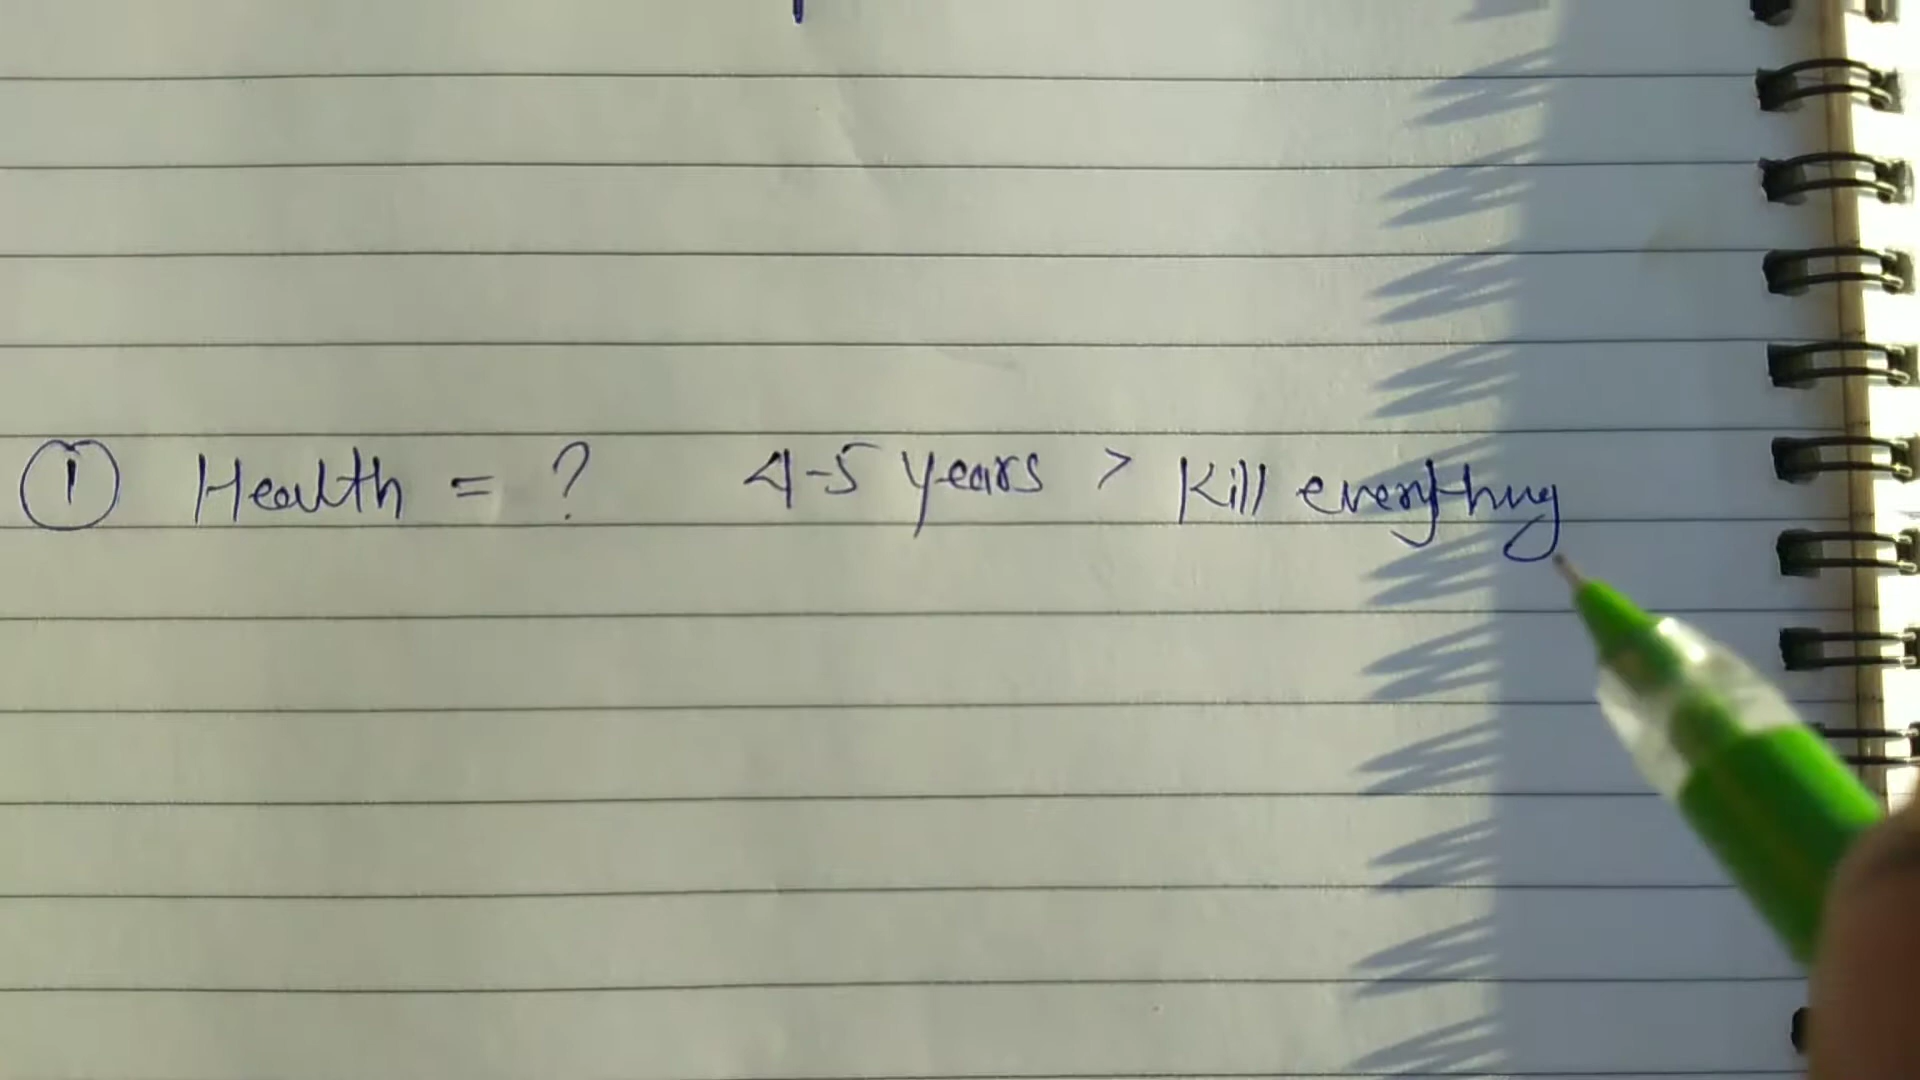 ① Health = ? 4-5 years > Kill everything